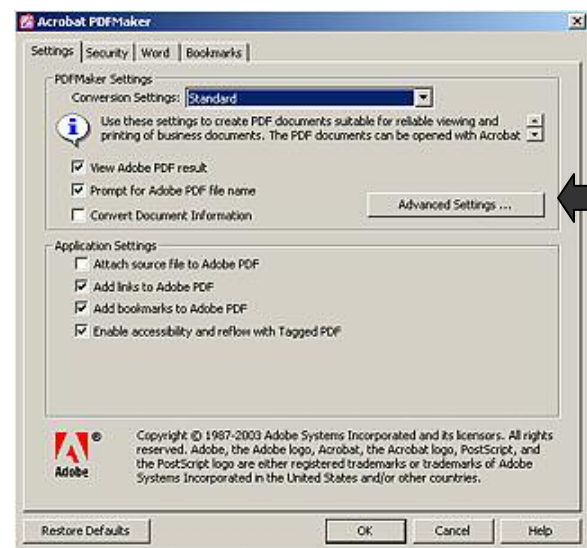 Acrobat PDFMaker
Settings Security Word Bookmarks
PDFMaker Settings
Conversion Settings: Standard
Use these settings to create PDF documents suitable for reliable viewing and
printing of business documents. The PDF documents can be opened with Acrobat
View Adobe PDF result
Prompt for Adobe PDF file name
Convert Document Information
Advanced Settings ...
Application Settings
Attach source file to Adobe PDF
Add links to Adobe PDF
Add bookmarks to Adobe PDF
Enable accessibility and reflow with Tagged PDF
Adobe
®
Copyright © 1987-2003 Adobe Systems Incorporated and its licensors. All rights
reserved. Adobe, the Adobe logo, Acrobat, the Acrobat logo, PostScript, and
the PostScript logo are either registered trademarks or trademarks of Adobe
Systems Incorporated in the United States and/or other countries.
Restore Defaults OK Cancel Help